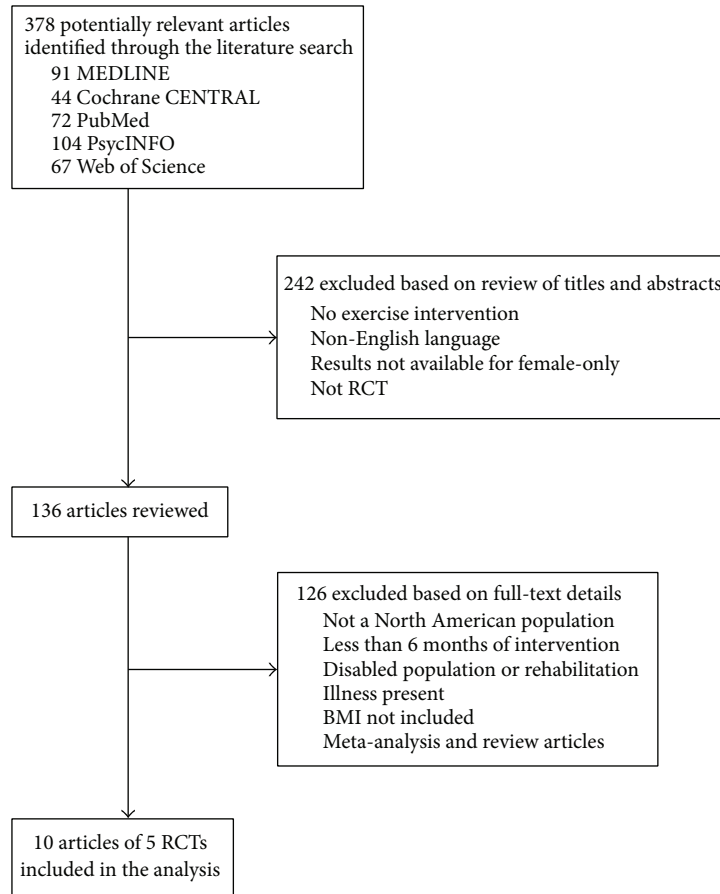 378 potentially relevant articles
identified through the literature search
91 MEDLINE
44 Cochrane CENTRAL
72 PubMed
104 PsycINFO
67 Web of Science
242 excluded based on review of titles and abstracts
No exercise intervention
Non-English language
Results not available for female-only
Not RCT
136 articles reviewed
126 excluded based on full-text details
Not a North American population
Less than 6 months of intervention
Disabled population or rehabilitation
Illness present
BMI not included
Meta-analysis and review articles
10 articles of 5 RCTs
included in the analysis